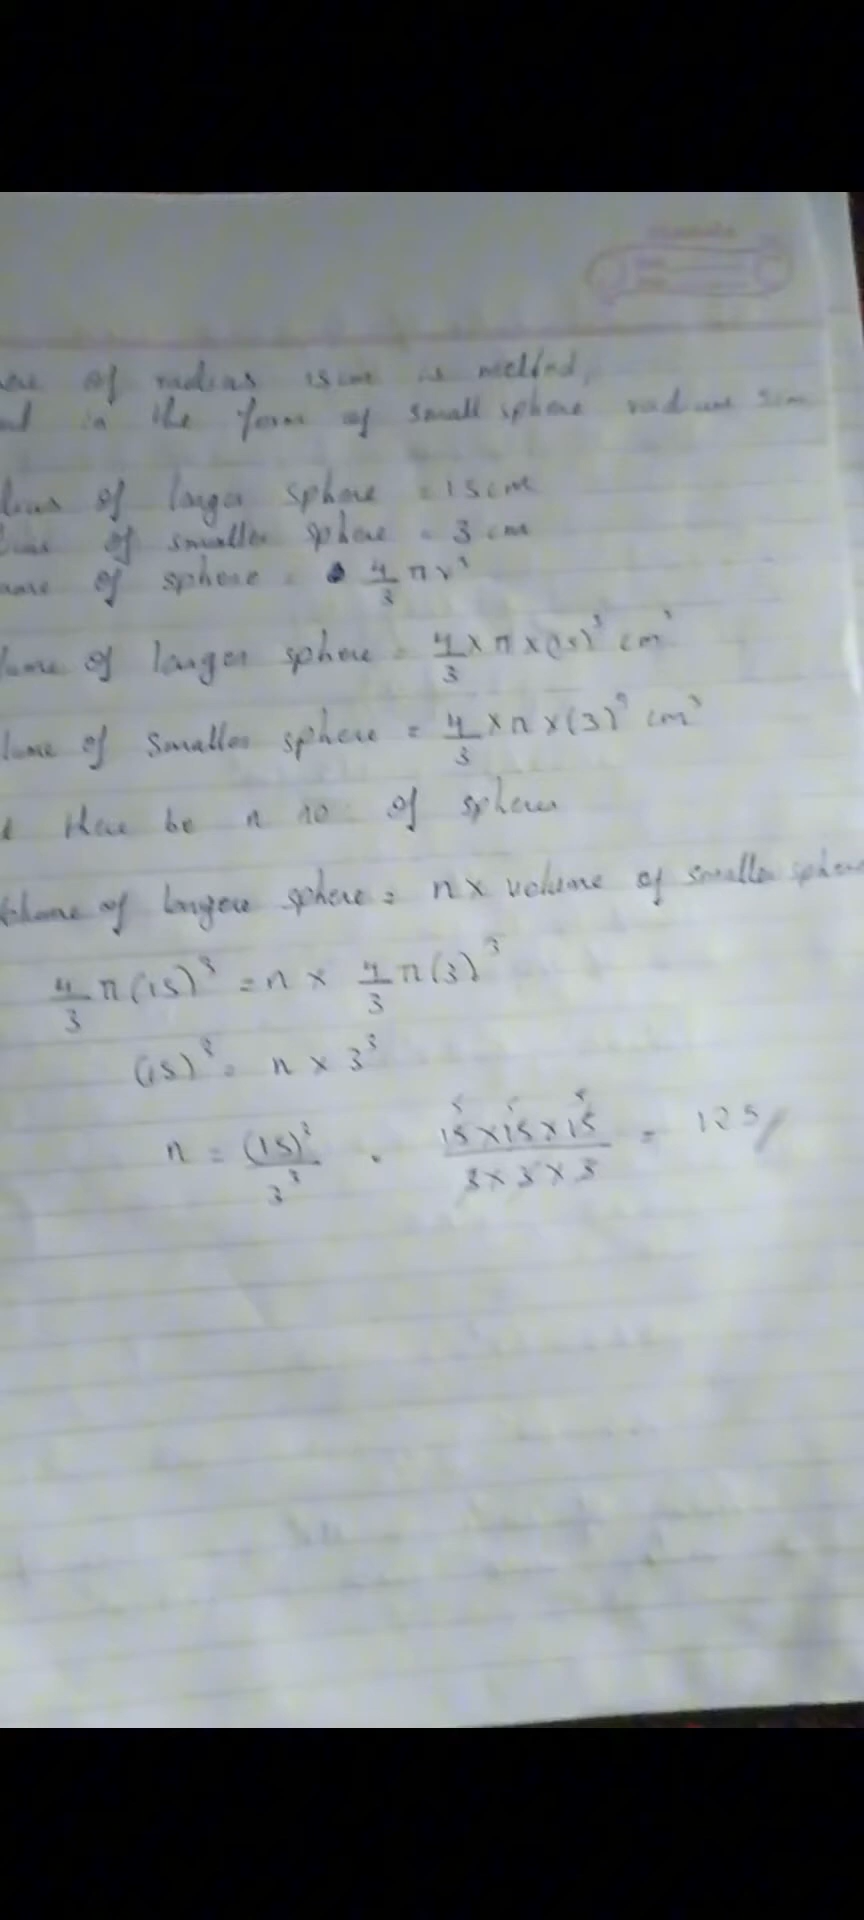 of radius 15cm is melted,
in the form of small sphere radius 3cm
of larger sphere = 15cm
of smaller sphere = 3 cm
of sphere = 4/3 πr³
of larger sphere = 4/3 × π × (15)³ cm³
of smaller sphere = 4/3 × π × (3)³ cm³
there be n no. of spheres
of larger sphere = n × volume of smaller sphere
4/3 π (15)³ = n × 4/3 π (3)³
(15)³ = n × 3³
n = (15)³/3³ = 15×15×15/3×3×3 = 125